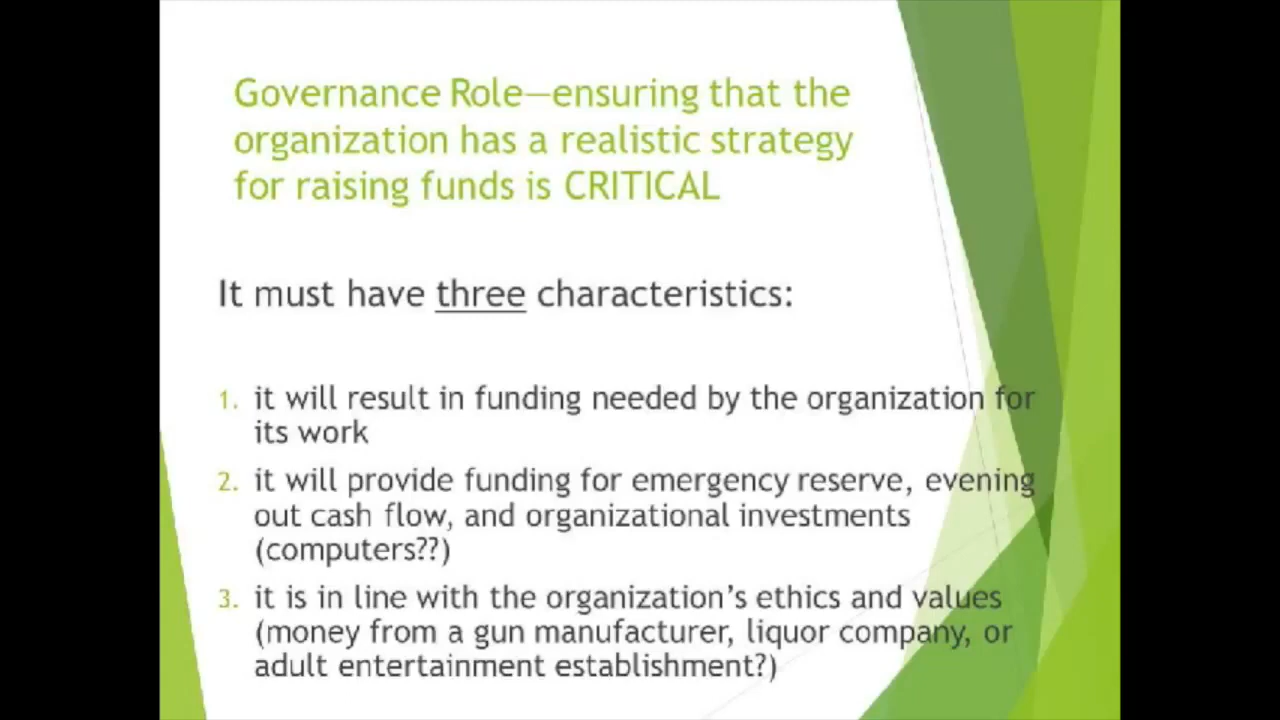 Governance Role—ensuring that the
organization has a realistic strategy
for raising funds is CRITICAL
It must have three characteristics:
1. it will result in funding needed by the organization for
its work
2. it will provide funding for emergency reserve, evening
out cash flow, and organizational investments
(computers??)
3. it is in line with the organization’s ethics and values
(money from a gun manufacturer, liquor company, or
adult entertainment establishment?)